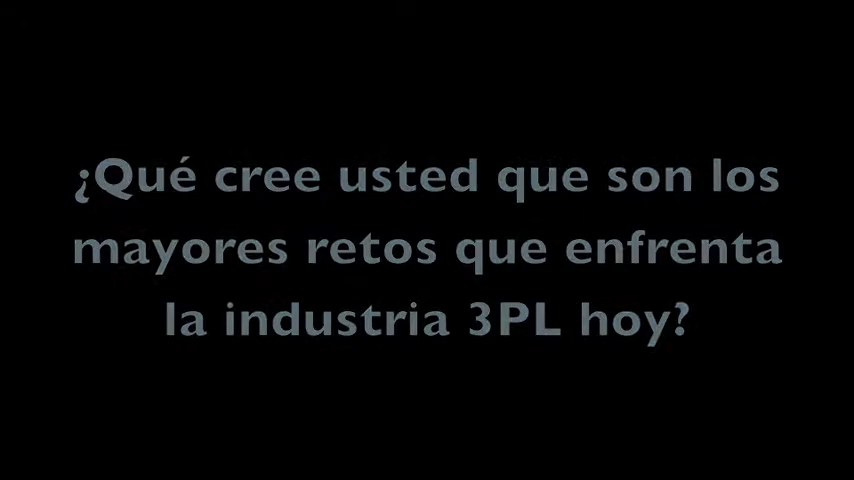 ¿Qué cree usted que son los
mayores retos que enfrenta
la industria 3PL hoy?